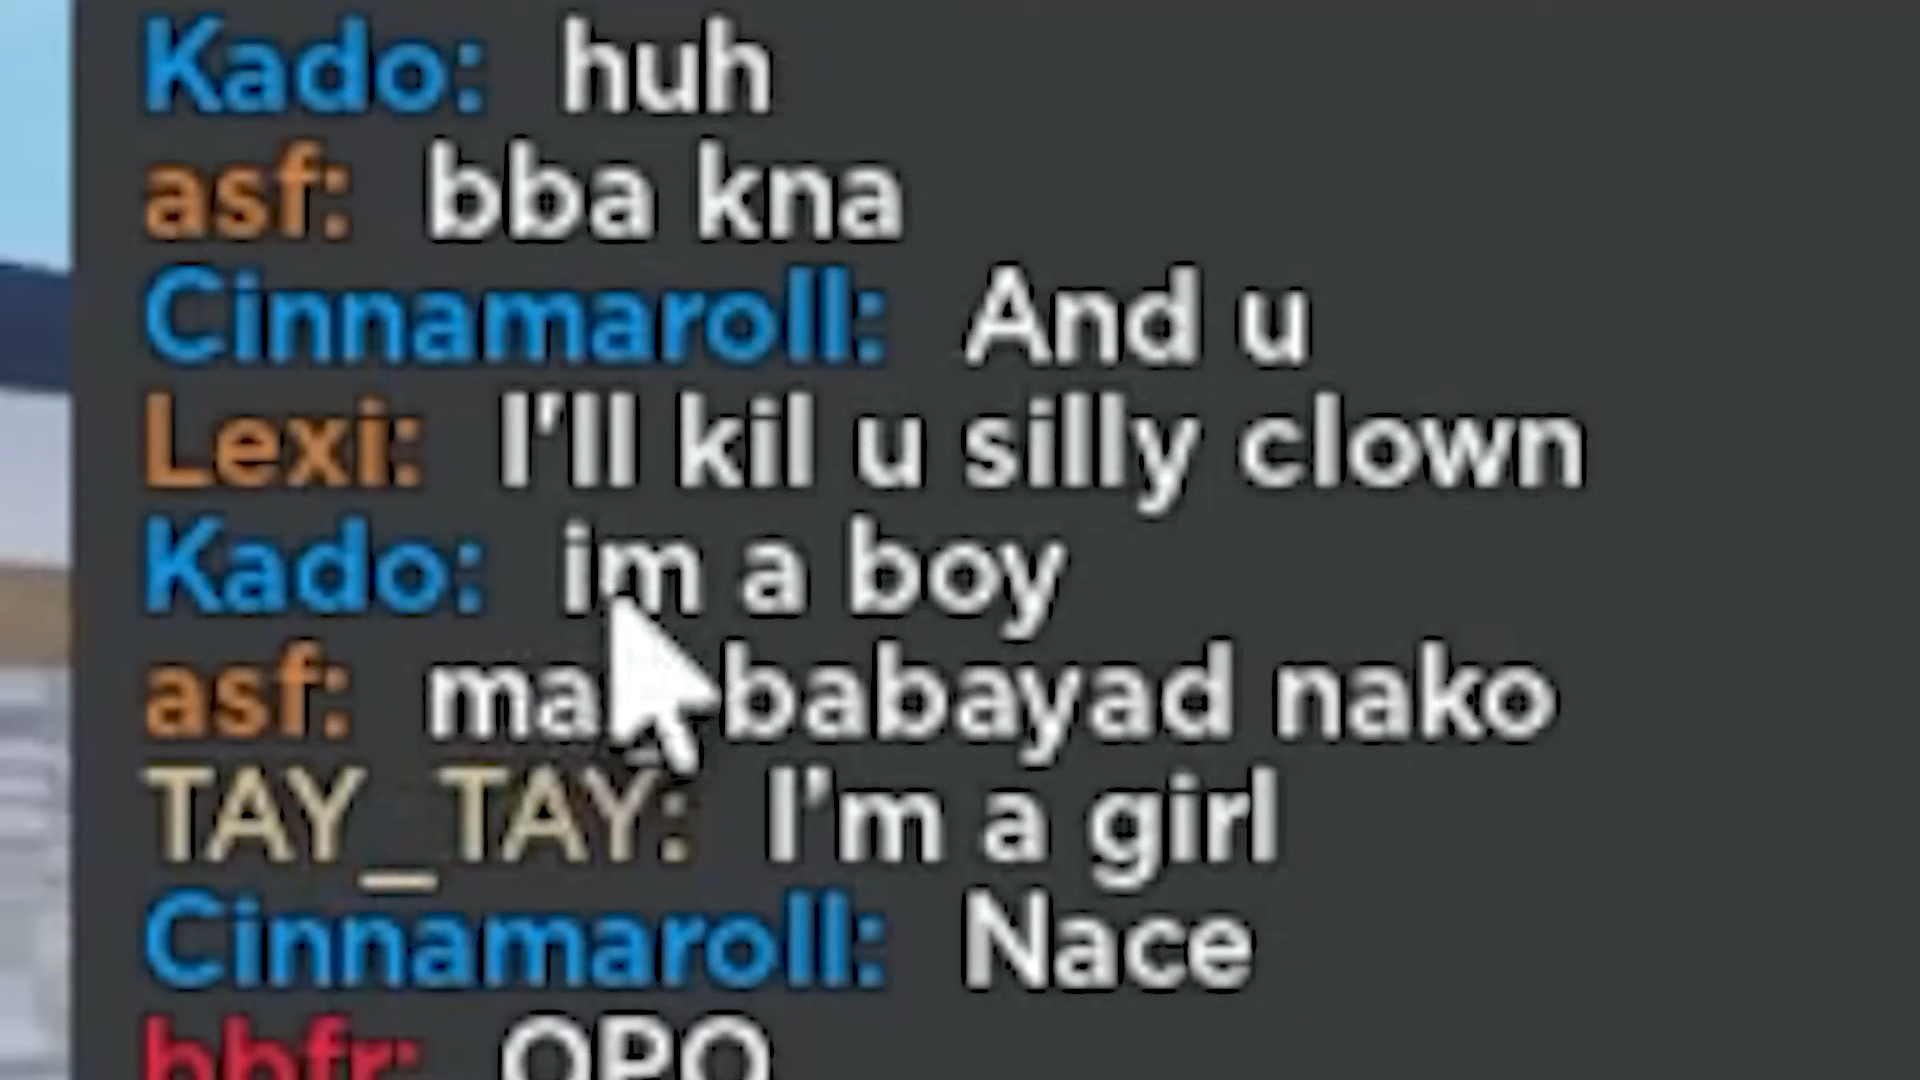 Kado: huh
asf: bba kna
Cinnamaroll: And u
Lexi: I'll kil u silly clown
Kado: im a boy
asf: babayad nako
TAY_TAY: I'm a girl
Cinnamaroll: Nace
OPO